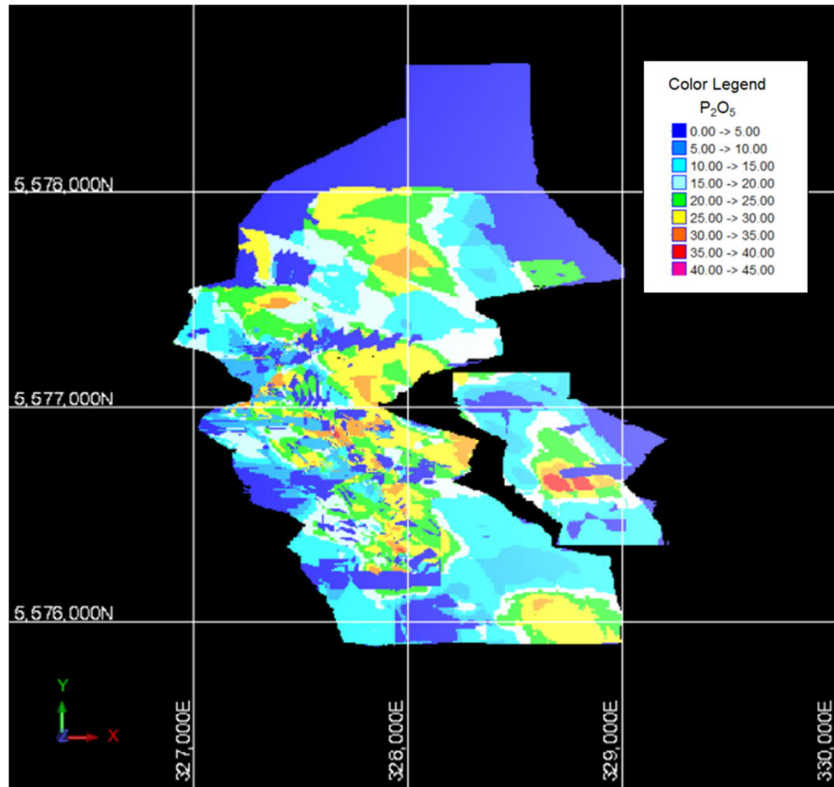 Color Legend
P₂O₅
0.00 -> 5.00
5.00 -> 10.00
10.00 -> 15.00
15.00 -> 20.00
20.00 -> 25.00
25.00 -> 30.00
30.00 -> 35.00
35.00 -> 40.00
40.00 -> 45.00
5,578,000N
5,577,000N
5,576,000N
Y
Z
X
327,000E
328,000E
329,000E
330,000E